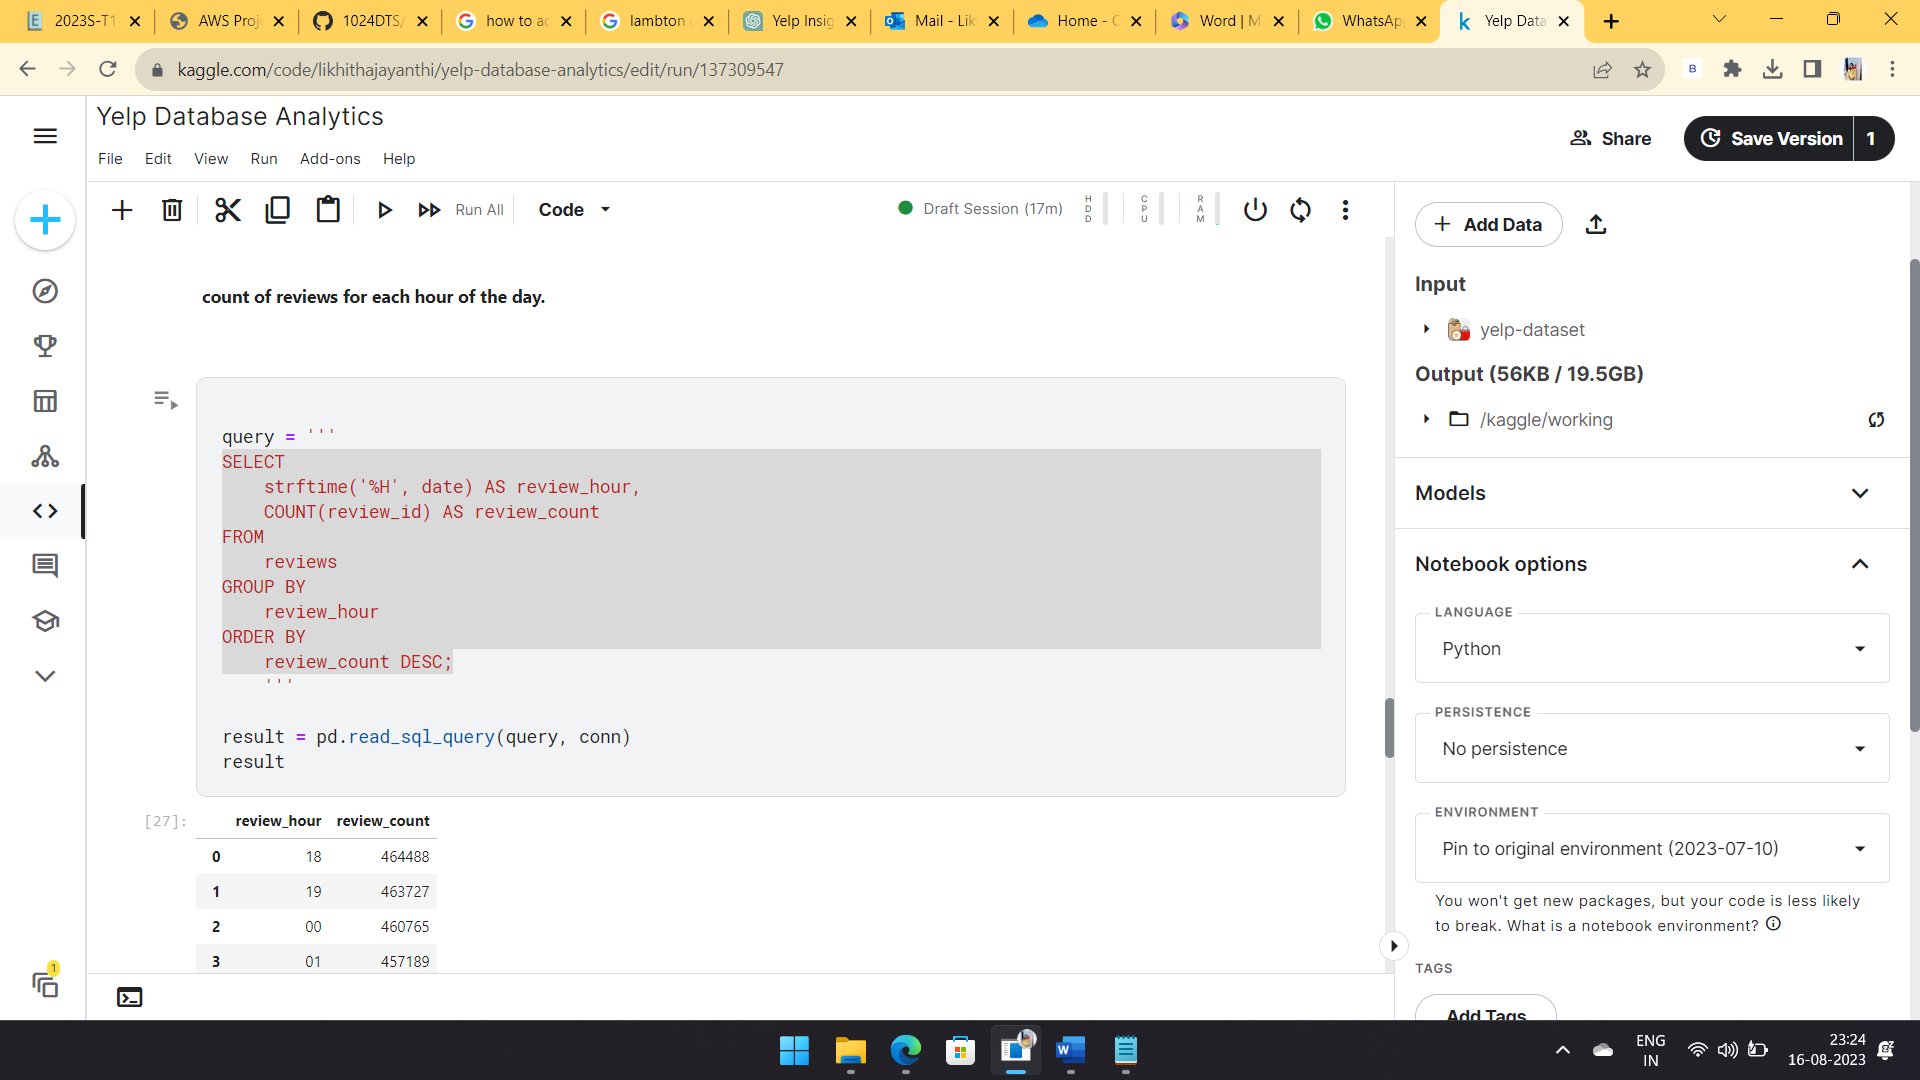 2023S-T1
AWS Proj
1024DTS/
how to ad
lambton
Yelp Insig
Mail - Lik
Home - C
Word | M
WhatsAp
Yelp Data
kaggle.com/code/likhithajayanthi/yelp-database-analytics/edit/run/137309547
B
Yelp Database Analytics
File Edit View Run Add-ons Help
Share
Save Version 1
Run All
Code
Draft Session (17m)
HDD
CPU
RAM
count of reviews for each hour of the day.
query = '''
SELECT
strftime('%H', date) AS review_hour,
COUNT(review_id) AS review_count
FROM
reviews
GROUP BY
review_hour
ORDER BY
review_count DESC;
'''
result = pd.read_sql_query(query, conn)
result
[27]:
review_hour review_count
0 18 464488
1 19 463727
2 00 460765
3 01 457189
1
Add Data
Input
yelp-dataset
Output (56KB / 19.5GB)
/kaggle/working
Models
Notebook options
LANGUAGE
Python
PERSISTENCE
No persistence
ENVIRONMENT
Pin to original environment (2023-07-10)
You won't get new packages, but your code is less likely
to break. What is a notebook environment?
TAGS
Add Tags
ENG
IN
23:24
16-08-2023